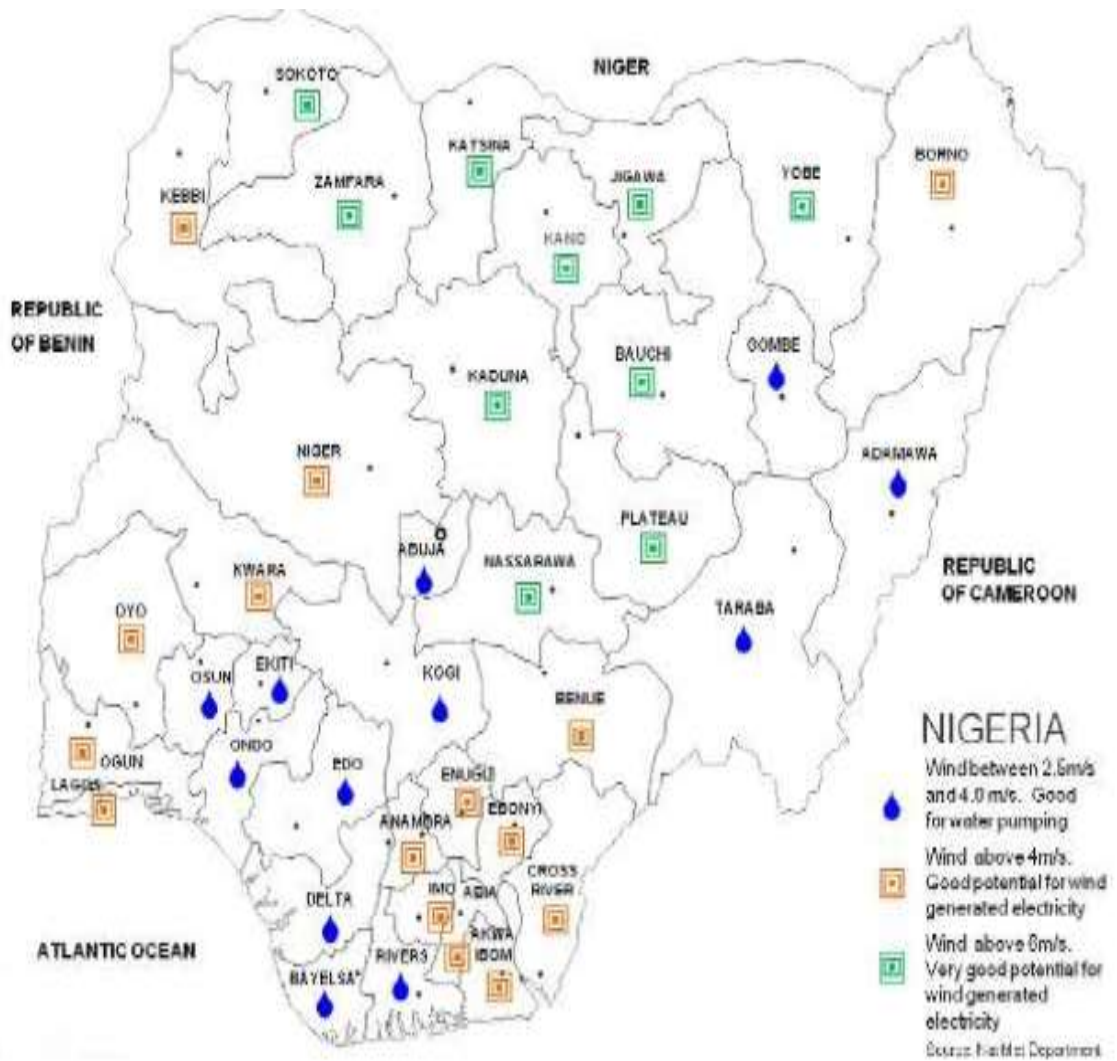 SOKOTO
NIGER
KATSINA
BORNO
YOBE
JIGAWA
ZAMFARA
KEBBI
KANO
REPUBLIC
OF BENIN
GOMBE
BAUCHI
KADUNA
NIGER
ADAMAWA
PLATEAU
ABUJA
NASSARAWA
REPUBLIC
OF CAMEROON
KWARA
OYO
TARABA
EKITI
OSUN
KOGI
BENUE
ONDO
EDO
OGUN
LAGOS
ENUGU
EBONYI
ANAMBRA
CROSS
RIVER
IMO
ABIA
DELTA
AKWA
IBOM
ATLANTIC OCEAN
RIVERS
BAYELSA
NIGERIA
Wind between 2.5m/s
and 4.0 m/s. Good
for water pumping
Wind above 4m/s.
Good potential for wind
generated electricity
Wind above 6m/s.
Very good potential for
wind generated
electricity
Source: Department